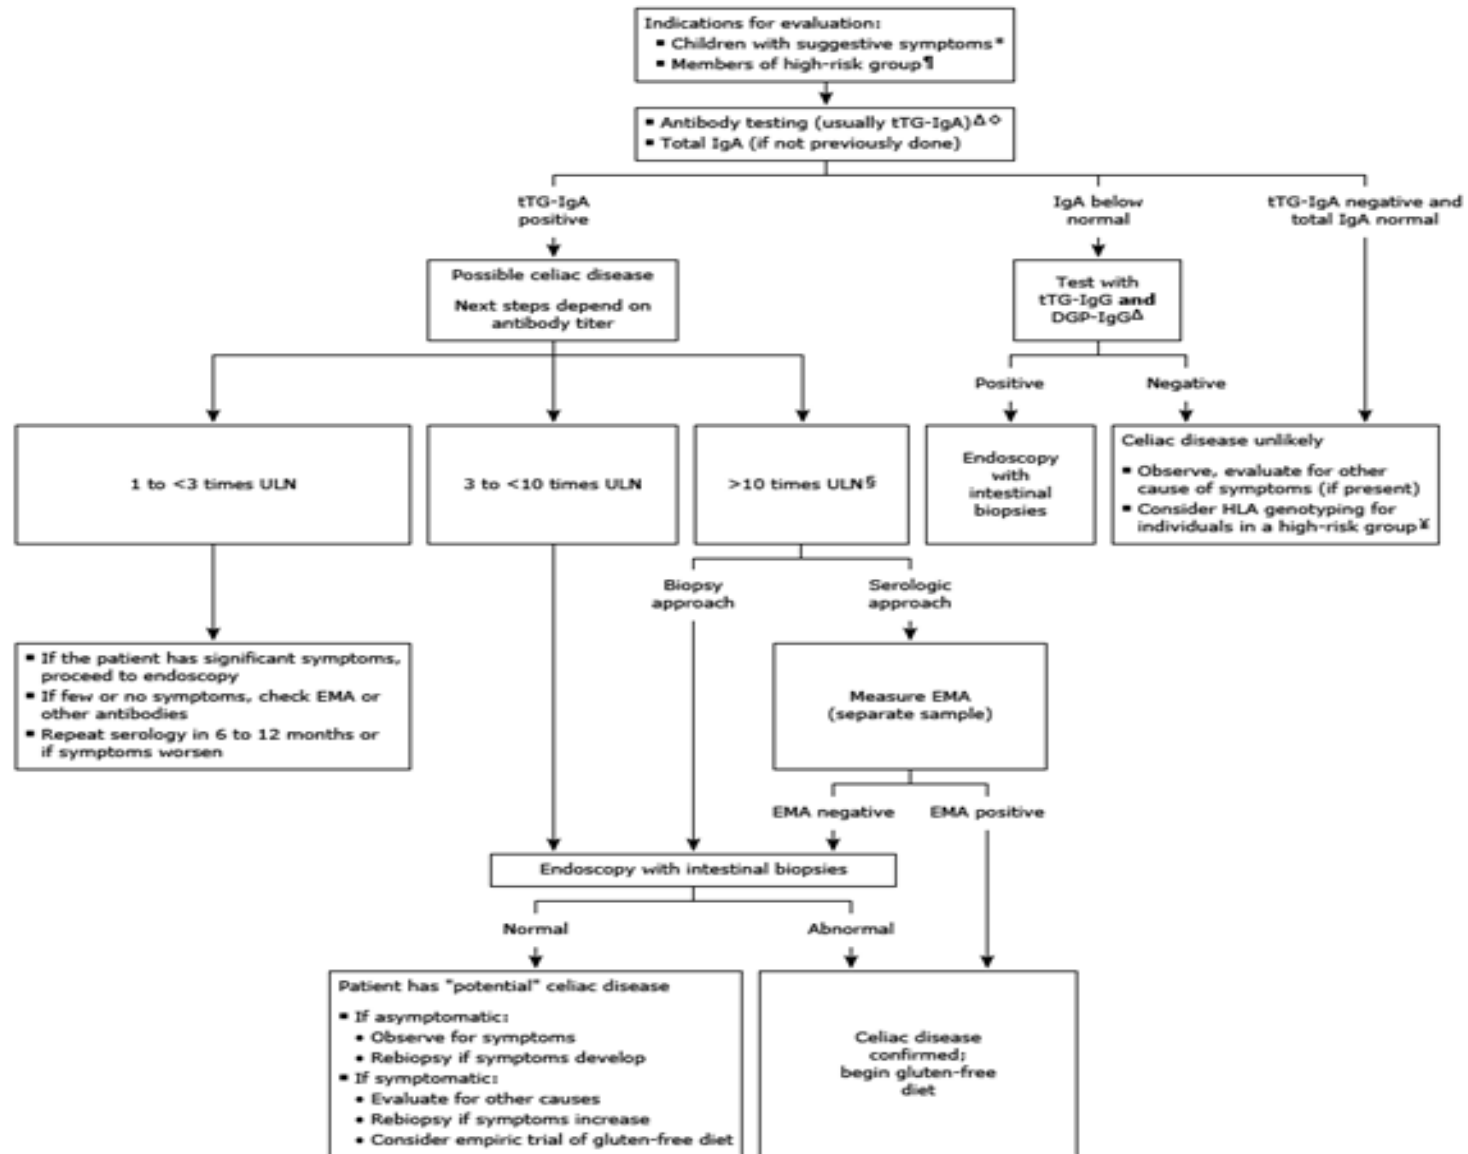 Indications for evaluation:
▪ Children with suggestive symptoms*
▪ Members of high-risk group¶
▪ Antibody testing (usually tTG-IgA)Δ◇
▪ Total IgA (if not previously done)
tTG-IgA
positive
IgA below
normal
tTG-IgA negative and
total IgA normal
Possible celiac disease
Next steps depend on
antibody titer
Test with
tTG-IgG and
DGP-IgGΔ
Positive
Negative
1 to <3 times ULN
3 to <10 times ULN
>10 times ULN§
Endoscopy
with
intestinal
biopsies
Celiac disease unlikely
▪ Observe, evaluate for other
cause of symptoms (if present)
▪ Consider HLA genotyping for
individuals in a high-risk group¥
Biopsy
approach
Serologic
approach
▪ If the patient has significant symptoms,
proceed to endoscopy
▪ If few or no symptoms, check EMA or
other antibodies
▪ Repeat serology in 6 to 12 months or
if symptoms worsen
Measure EMA
(separate sample)
EMA negative
EMA positive
Endoscopy with intestinal biopsies
Normal
Abnormal
Patient has "potential" celiac disease
▪ If asymptomatic:
• Observe for symptoms
• Rebiopsy if symptoms develop
▪ If symptomatic:
• Evaluate for other causes
• Rebiopsy if symptoms increase
• Consider empiric trial of gluten-free diet
Celiac disease
confirmed;
begin gluten-free
diet